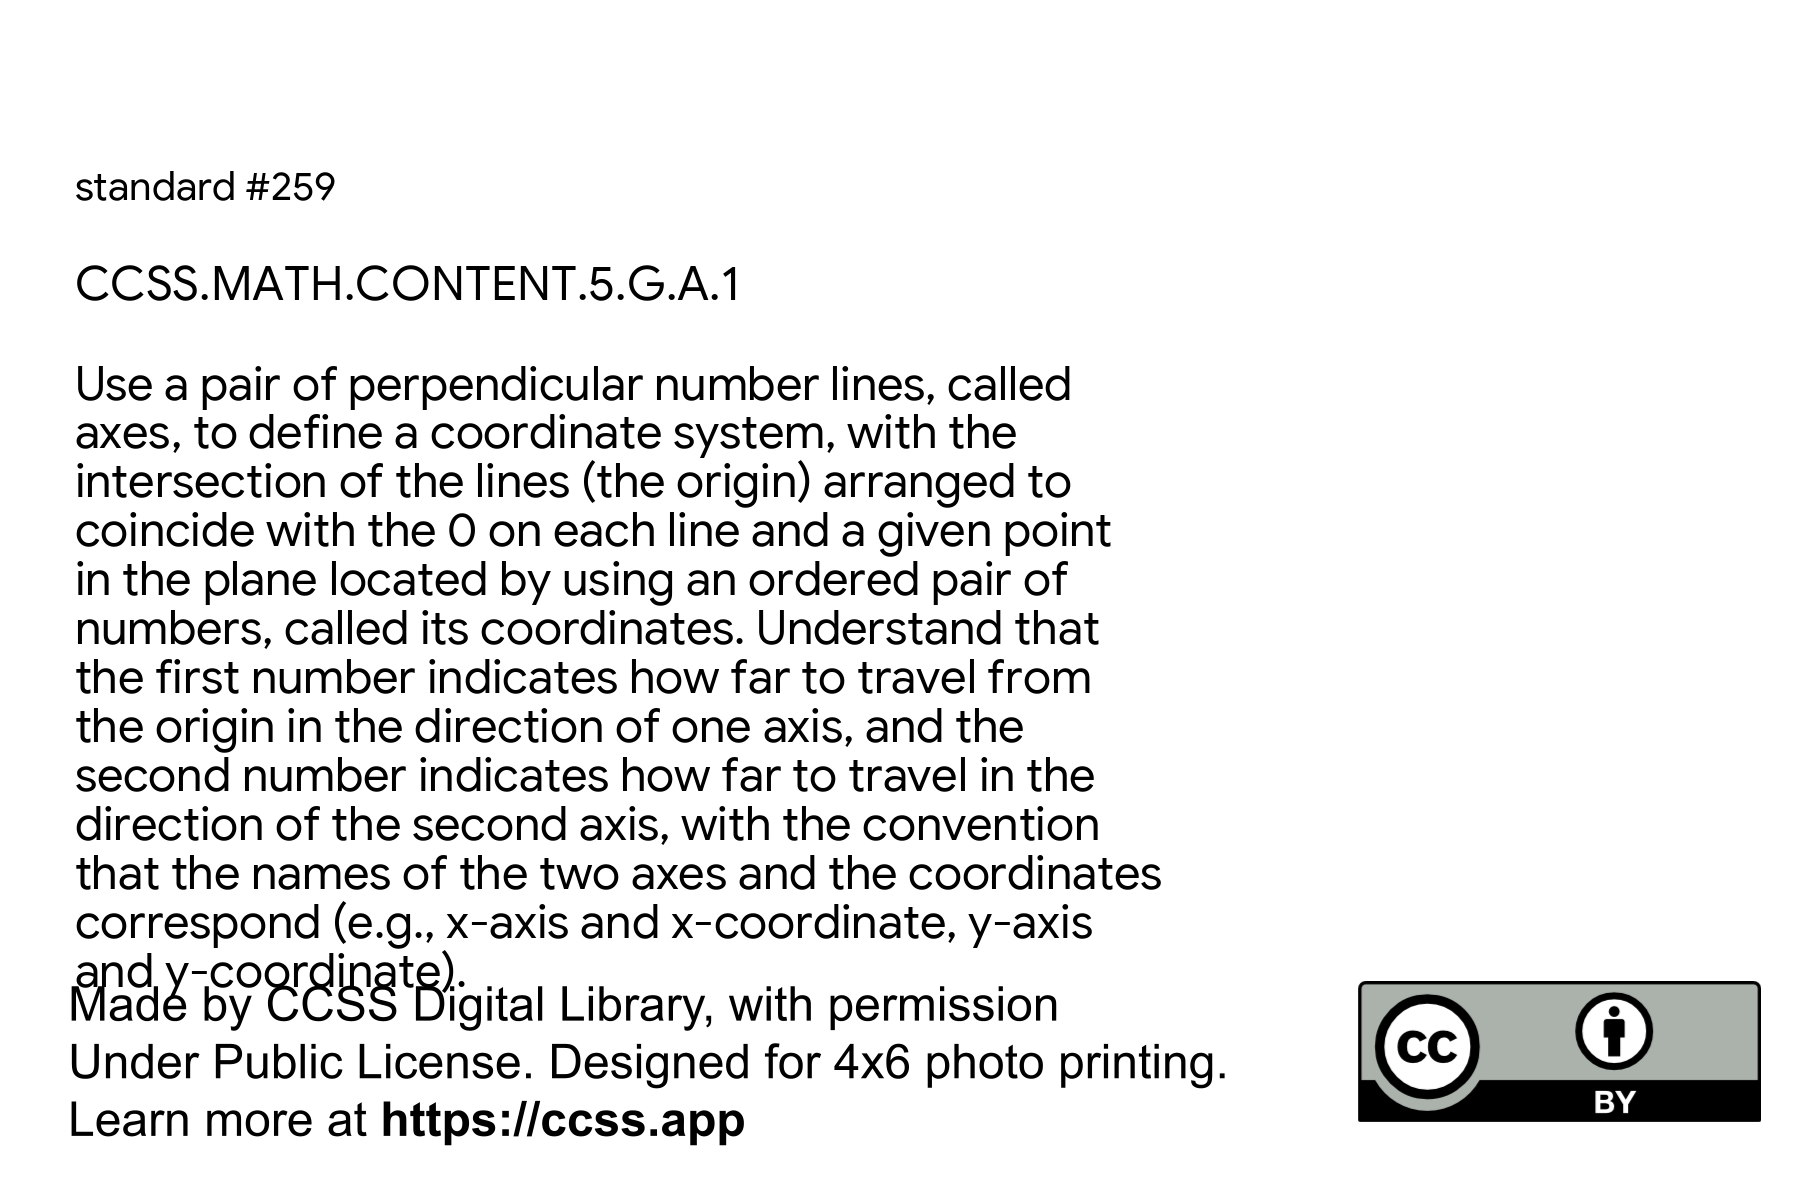 standard #259
CCSS.MATH.CONTENT.5.G.A.1
Use a pair of perpendicular number lines, called
axes, to define a coordinate system, with the
intersection of the lines (the origin) arranged to
coincide with the 0 on each line and a given point
in the plane located by using an ordered pair of
numbers, called its coordinates. Understand that
the first number indicates how far to travel from
the origin in the direction of one axis, and the
second number indicates how far to travel in the
direction of the second axis, with the convention
that the names of the two axes and the coordinates
correspond (e.g., x-axis and x-coordinate, y-axis
and y-coordinate).
Made by CCSS Digital Library, with permission
Under Public License. Designed for 4x6 photo printing.
Learn more at https://ccss.app
cc
BY